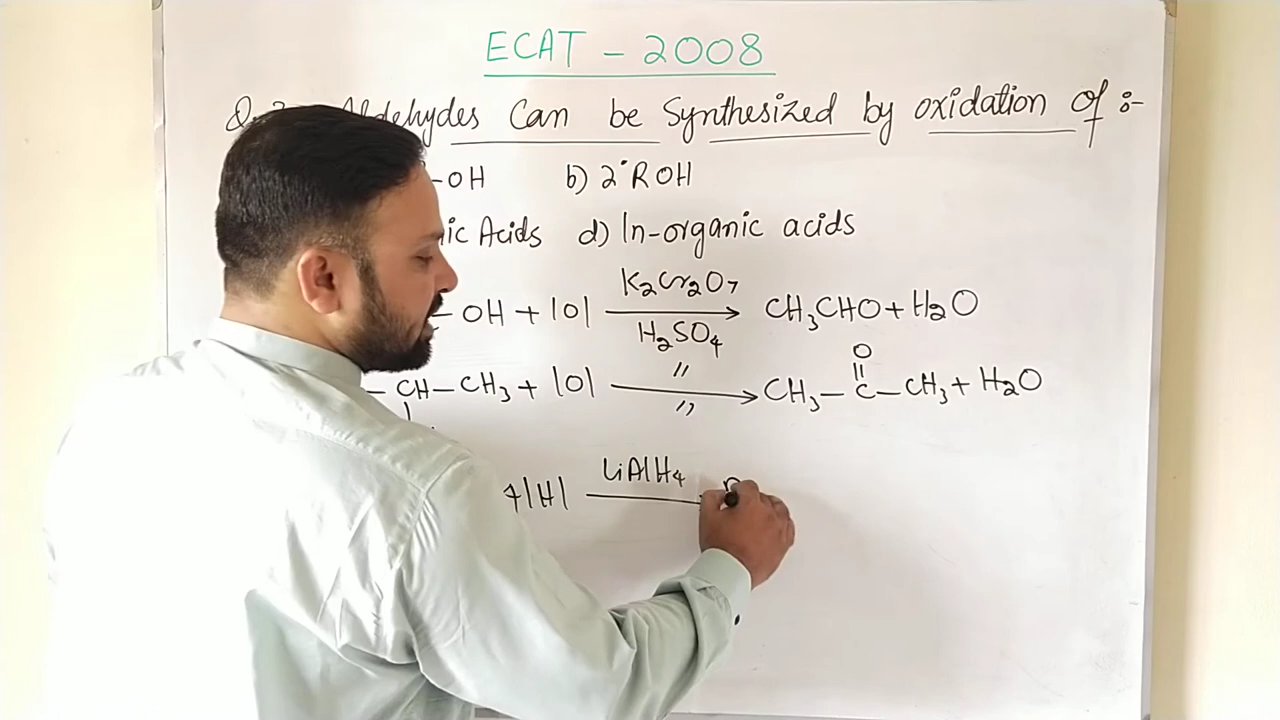 ECAT - 2008
Aldehydes Can be Synthesized by oxidation of :-
-OH b) 2°ROH
ic Acids d) In-organic acids
K2Cr2O7
- OH + |O| → CH3CHO + H2O
H2SO4
" O
- CH - CH3 + |O| → CH3 - C - CH3 + H2O
"
LiAlH4
4|H| →